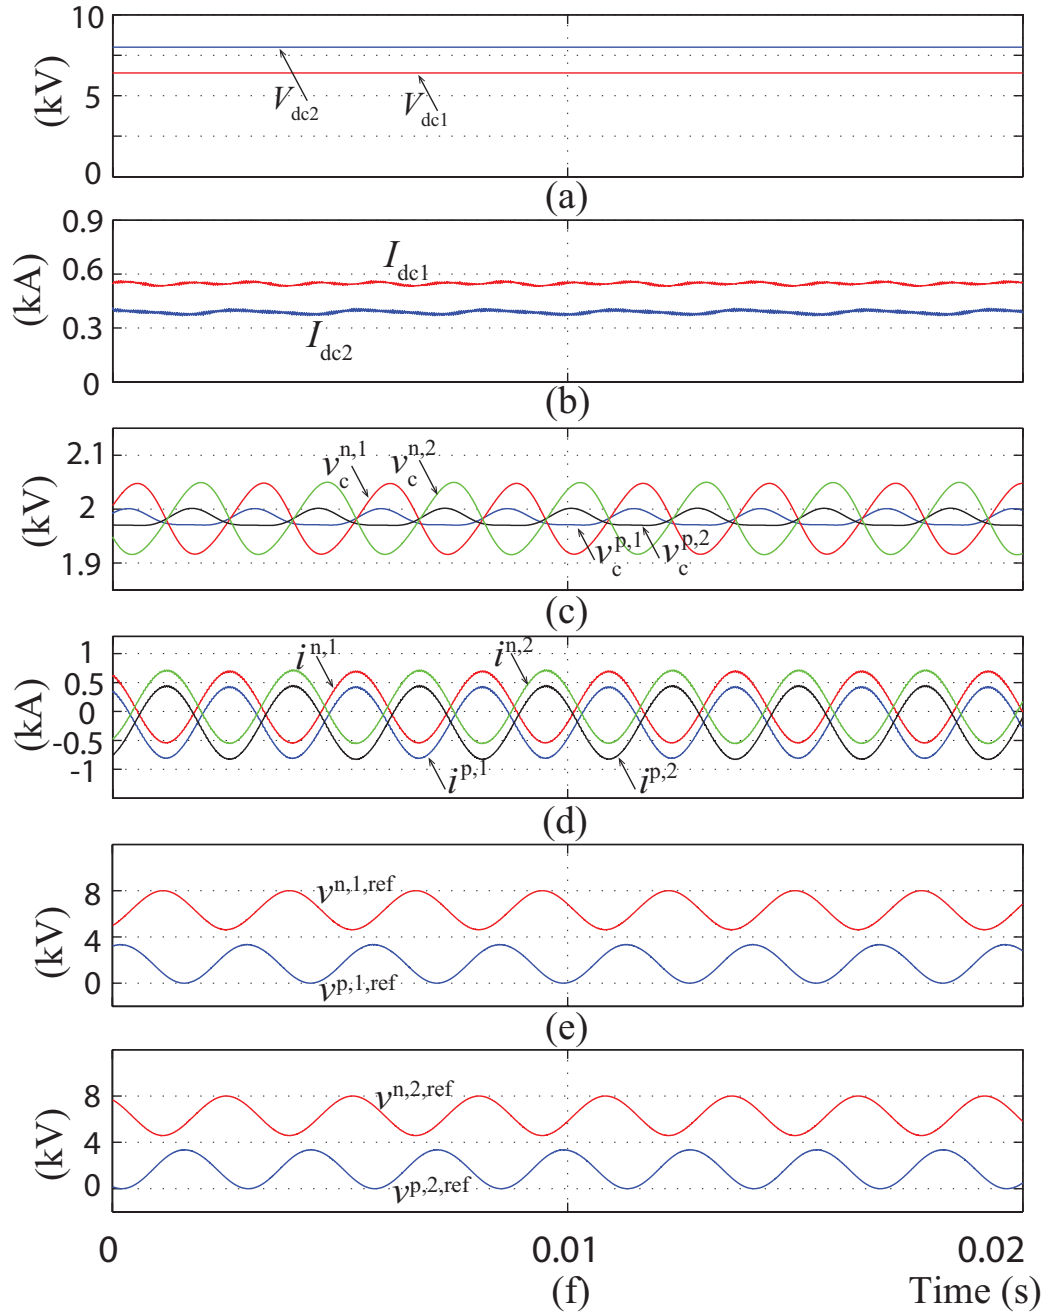 10
(kV)
5
0
V dc2
V dc1
(a)
0.9
(kA)
0.6
0.3
0
I dc1
I dc2
(b)
2.1
(kV)
2
1.9
v c n,1
v c n,2
v c p,1
v c p,2
(c)
1
(kA)
0.5
0
-0.5
-1
i n,1
i n,2
i p,1
i p,2
(d)
8
(kV)
4
0
v n,1,ref
v p,1,ref
(e)
8
(kV)
4
0
v n,2,ref
v p,2,ref
0
0.01
0.02
(f)
Time (s)